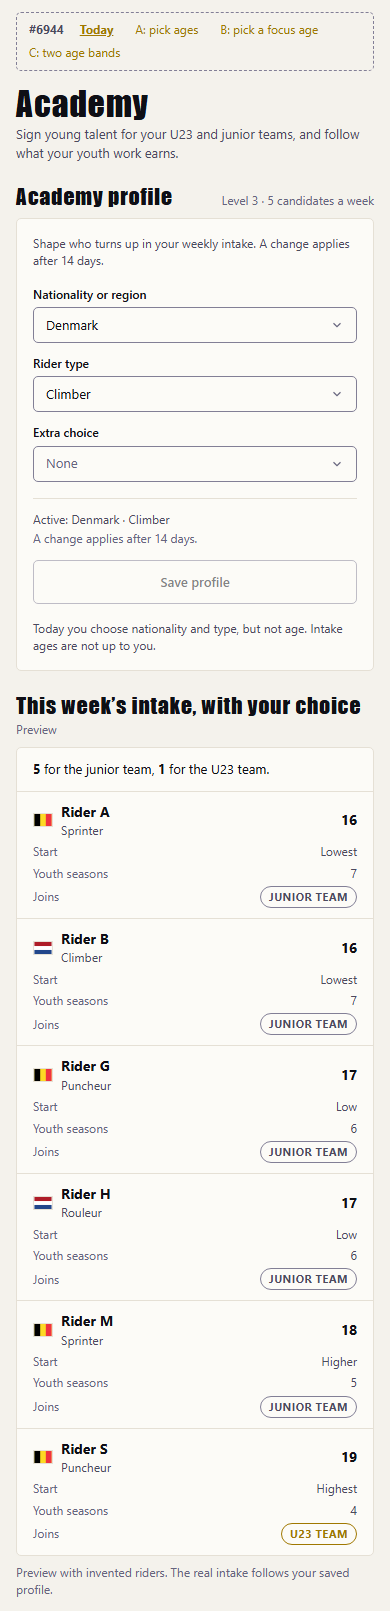 #6944 Today A: pick ages B: pick a focus age
C: two age bands
Academy
Sign young talent for your U23 and junior teams, and follow
what your youth work earns.
Academy profile Level 3 · 5 candidates a week
Shape who turns up in your weekly intake. A change applies
after 14 days.
Nationality or region
Denmark
Rider type
Climber
Extra choice
None
Active: Denmark · Climber
A change applies after 14 days.
Save profile
Today you choose nationality and type, but not age. Intake
ages are not up to you.
This week’s intake, with your choice
Preview
5 for the junior team, 1 for the U23 team.
Rider A 16
Sprinter
Start Lowest
Youth seasons 7
Joins JUNIOR TEAM
Rider B 16
Climber
Start Lowest
Youth seasons 7
Joins JUNIOR TEAM
Rider G 17
Puncheur
Start Low
Youth seasons 6
Joins JUNIOR TEAM
Rider H 17
Rouleur
Start Low
Youth seasons 6
Joins JUNIOR TEAM
Rider M 18
Sprinter
Start Higher
Youth seasons 5
Joins JUNIOR TEAM
Rider S 19
Puncheur
Start Highest
Youth seasons 4
Joins U23 TEAM
Preview with invented riders. The real intake follows your saved
profile.